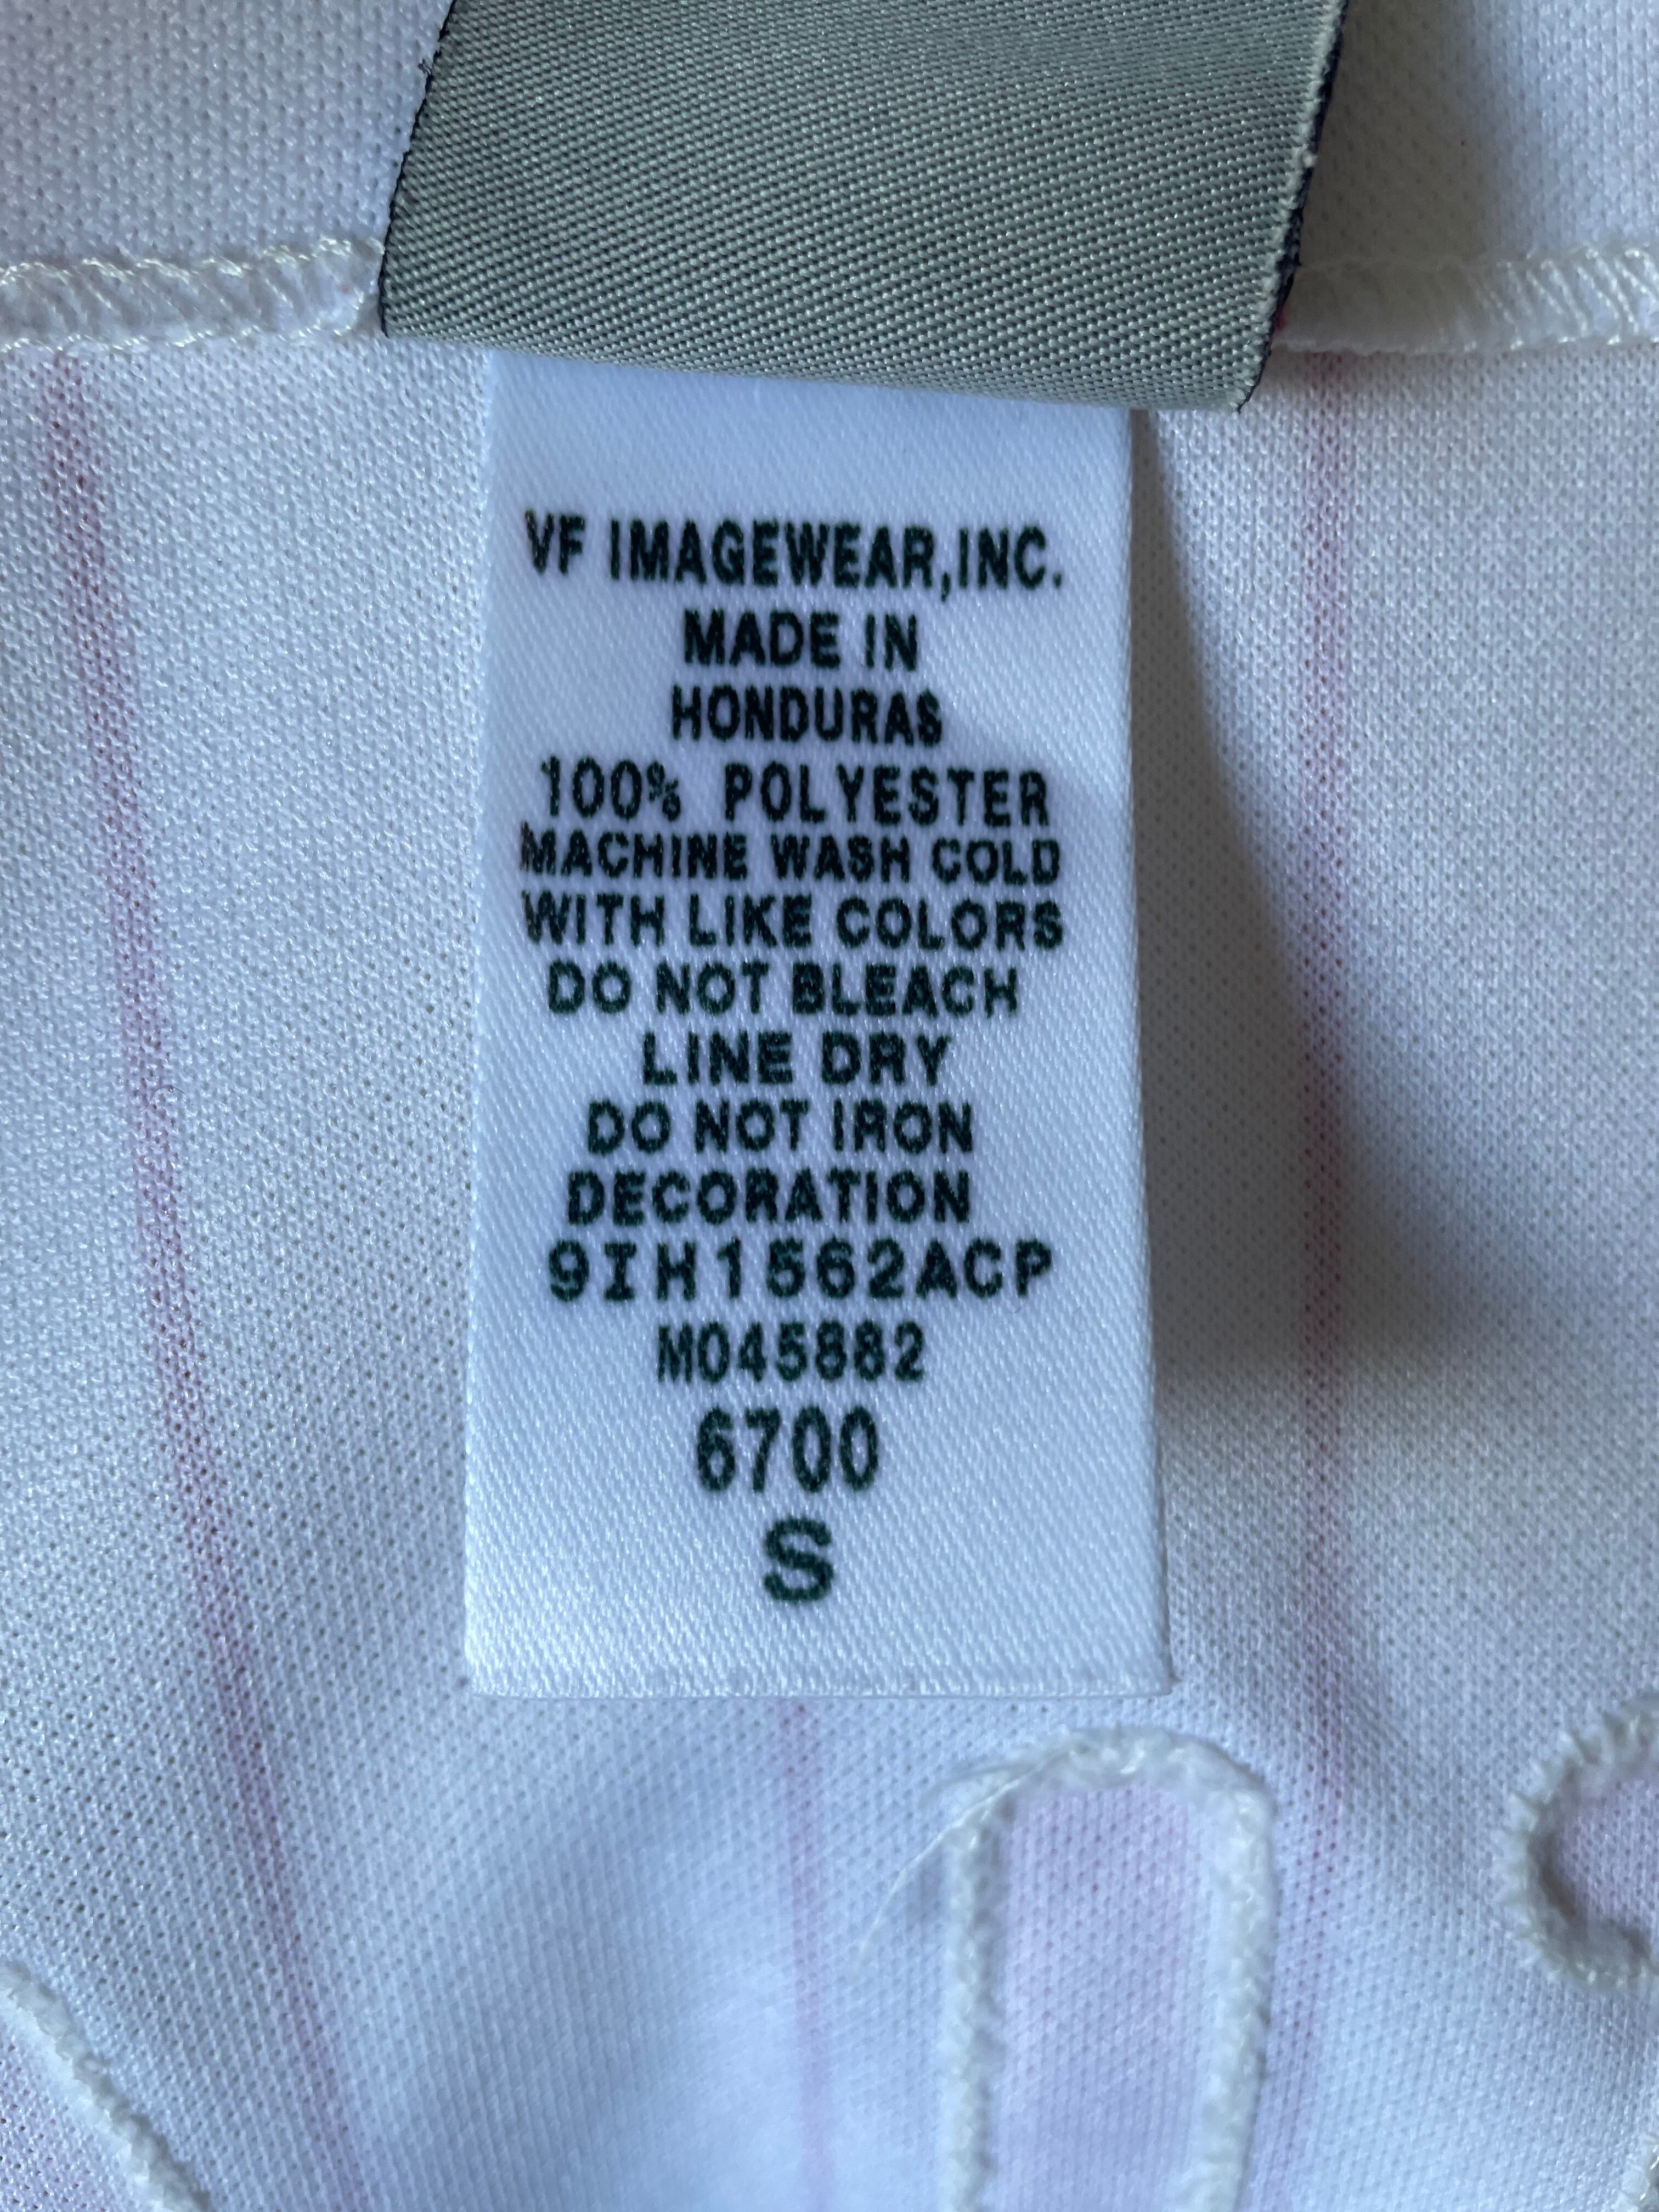 VF IMAGEWEAR,INC.
MADE IN
HONDURAS
100% POLYESTER
MACHINE WASH COLD
WITH LIKE COLORS
DO NOT BLEACH
LINE DRY
DO NOT IRON
DECORATION
9IH1562ACP
M045882
6700
S